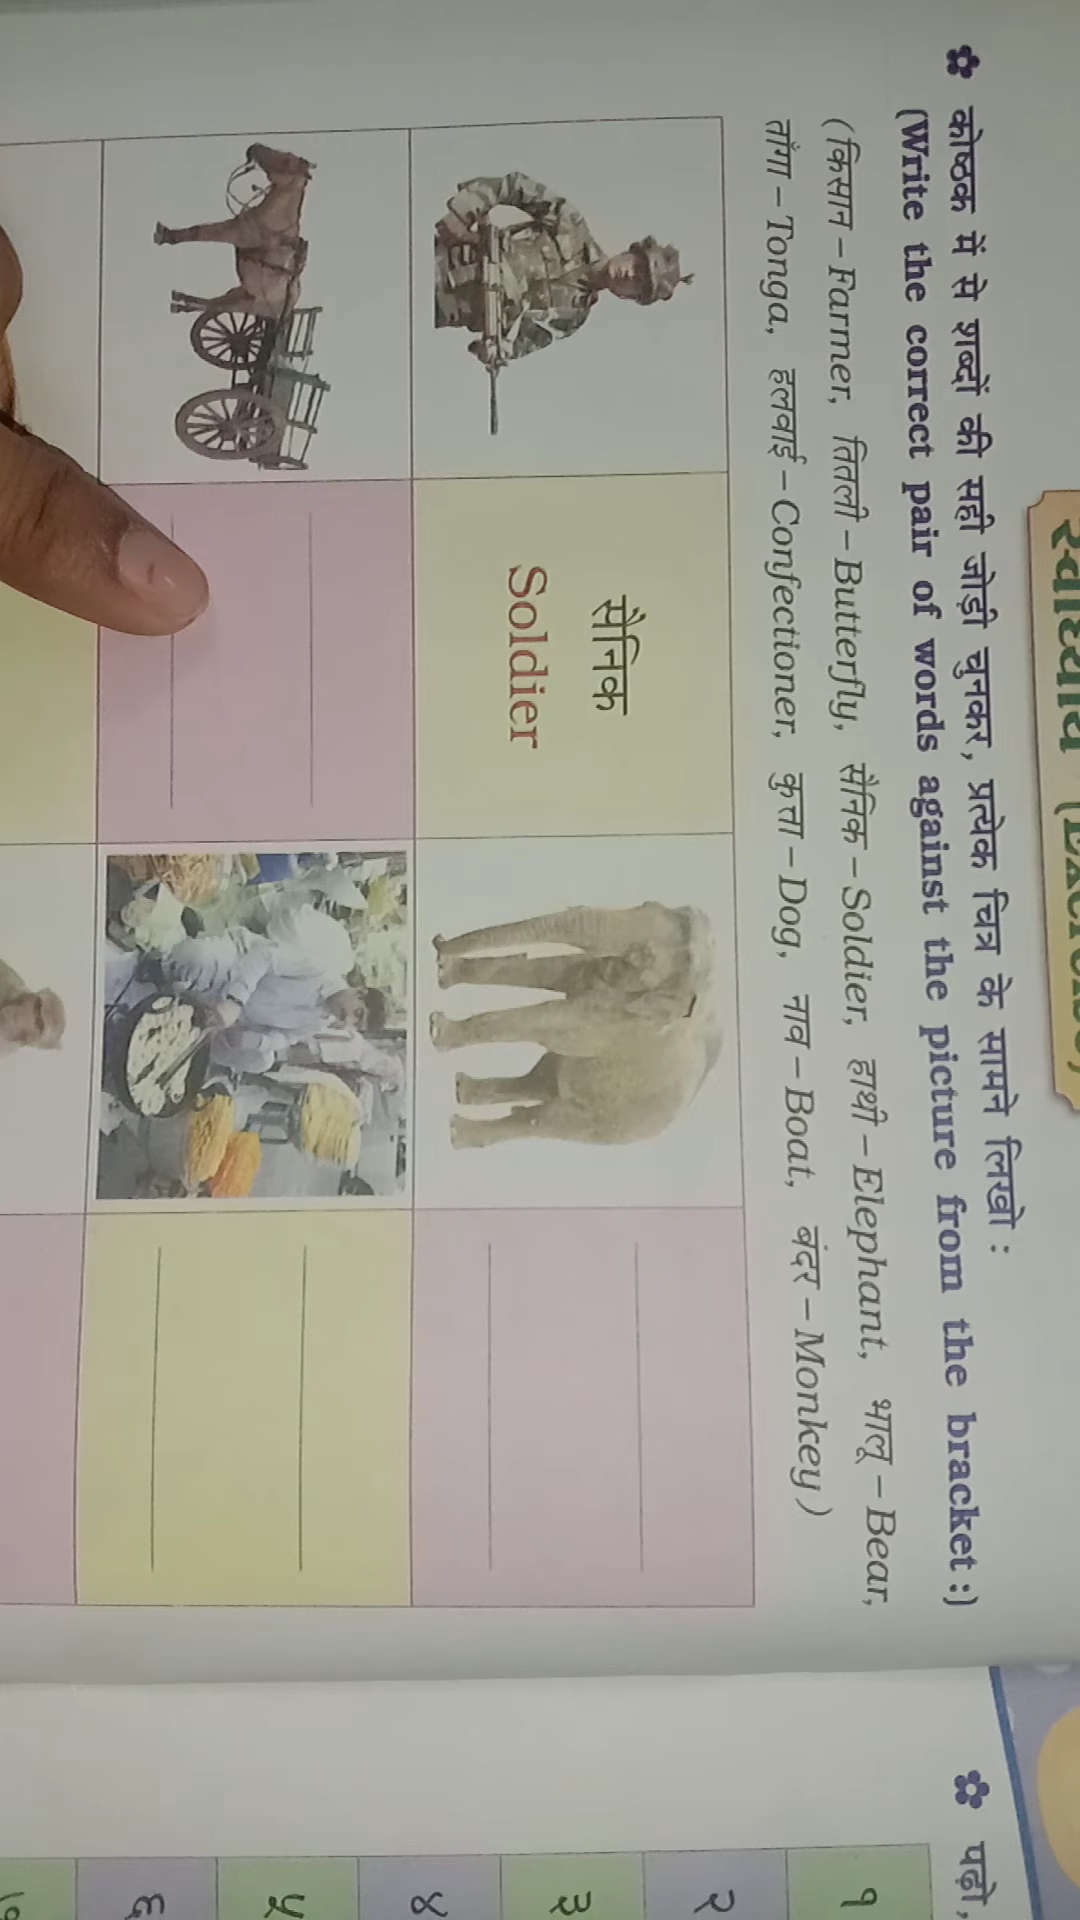 स्वाध्याय (Exercise)
✽ कोष्ठक में से शब्दों की सही जोड़ी चुनकर, प्रत्येक चित्र के सामने लिखो :
(Write the correct pair of words against the picture from the bracket :)
(किसान – Farmer, तितली – Butterfly, सैनिक – Soldier, हाथी – Elephant, भालू – Bear,
ताँगा – Tonga, हलवाई – Confectioner, कुत्ता – Dog, नाव – Boat, बंदर – Monkey)
सैनिक
Soldier
✽ पढ़ो,
१
२
३
४
५
६